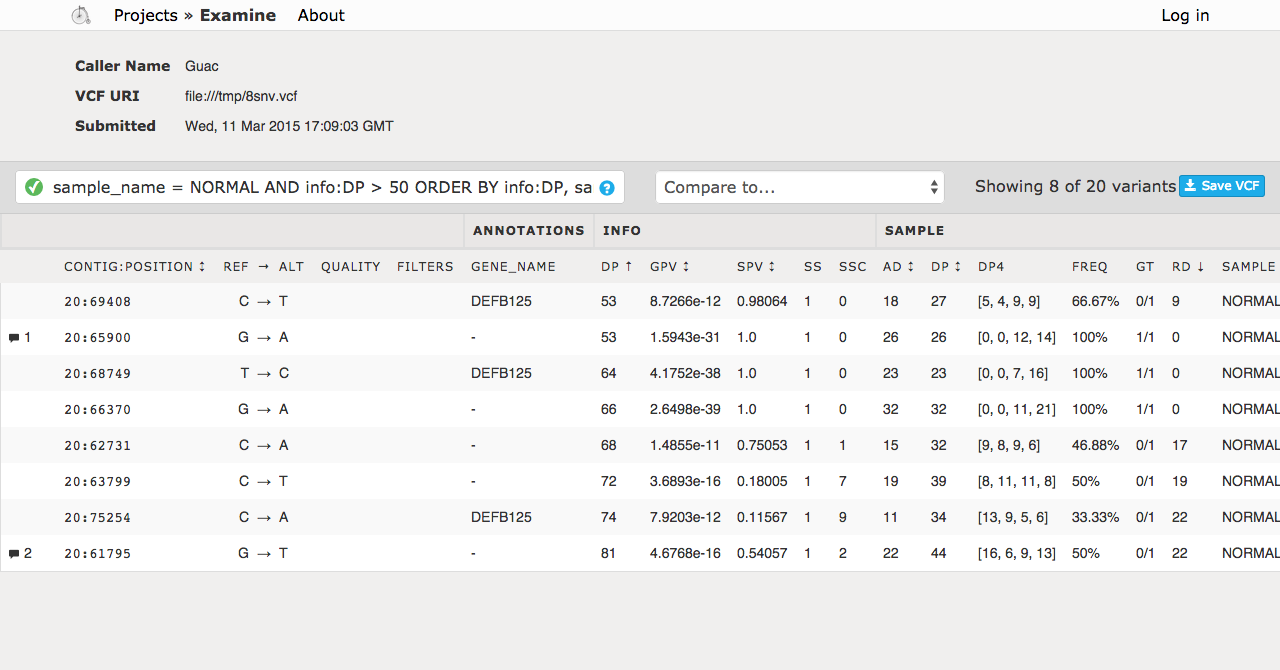 Projects » Examine About Log in
Caller Name Guac
VCF URI file:///tmp/8snv.vcf
Submitted Wed, 11 Mar 2015 17:09:03 GMT
sample_name = NORMAL AND info:DP > 50 ORDER BY info:DP, sa ? Compare to... Showing 8 of 20 variants Save VCF
ANNOTATIONS INFO SAMPLE
CONTIG:POSITION ↕ REF → ALT QUALITY FILTERS GENE_NAME DP ↑ GPV ↕ SPV ↕ SS SSC AD ↕ DP ↕ DP4 FREQ GT RD ↓ SAMPLE
20:69408 C → T DEFB125 53 8.7266e-12 0.98064 1 0 18 27 [5, 4, 9, 9] 66.67% 0/1 9 NORMAL
1 20:65900 G → A - 53 1.5943e-31 1.0 1 0 26 26 [0, 0, 12, 14] 100% 1/1 0 NORMAL
20:68749 T → C DEFB125 64 4.1752e-38 1.0 1 0 23 23 [0, 0, 7, 16] 100% 1/1 0 NORMAL
20:66370 G → A - 66 2.6498e-39 1.0 1 0 32 32 [0, 0, 11, 21] 100% 1/1 0 NORMAL
20:62731 C → A - 68 1.4855e-11 0.75053 1 1 15 32 [9, 8, 9, 6] 46.88% 0/1 17 NORMAL
20:63799 C → T - 72 3.6893e-16 0.18005 1 7 19 39 [8, 11, 11, 8] 50% 0/1 19 NORMAL
20:75254 C → A DEFB125 74 7.9203e-12 0.11567 1 9 11 34 [13, 9, 5, 6] 33.33% 0/1 22 NORMAL
2 20:61795 G → T - 81 4.6768e-16 0.54057 1 2 22 44 [16, 6, 9, 13] 50% 0/1 22 NORMAL